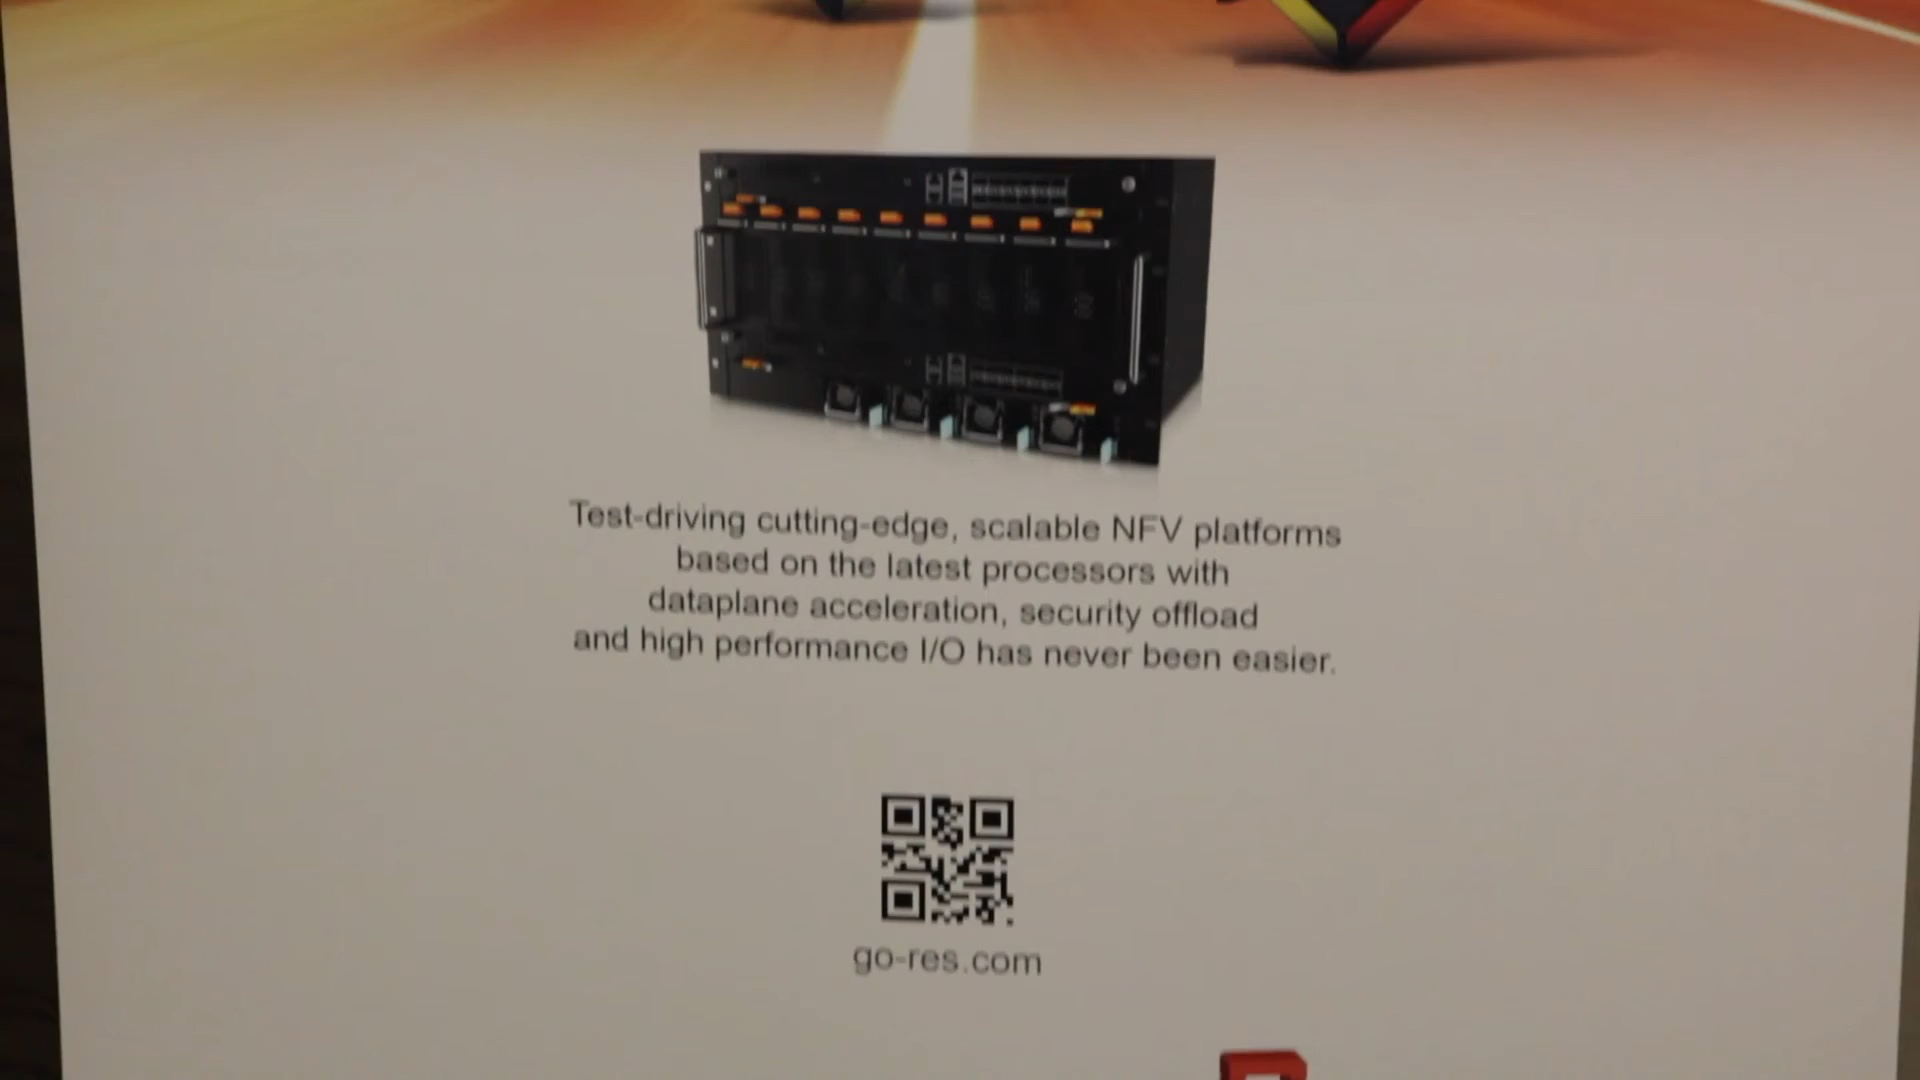 Test-driving cutting-edge, scalable NFV platforms
based on the latest processors with
dataplane acceleration, security offload
and high performance I/O has never been easier.
go-res.com